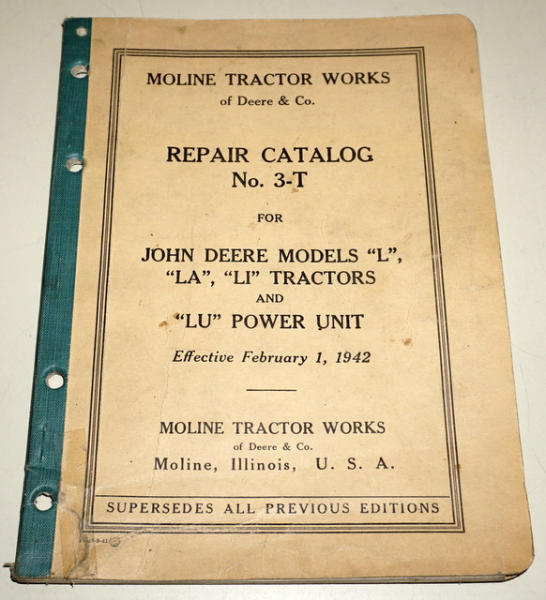 MOLINE TRACTOR WORKS
of Deere & Co.
REPAIR CATALOG
No. 3-T
FOR
JOHN DEERE MODELS “L”,
“LA”, “LI” TRACTORS
AND
“LU” POWER UNIT
Effective February 1, 1942
MOLINE TRACTOR WORKS
of Deere & Co.
Moline, Illinois, U. S. A.
SUPERSEDES ALL PREVIOUS EDITIONS